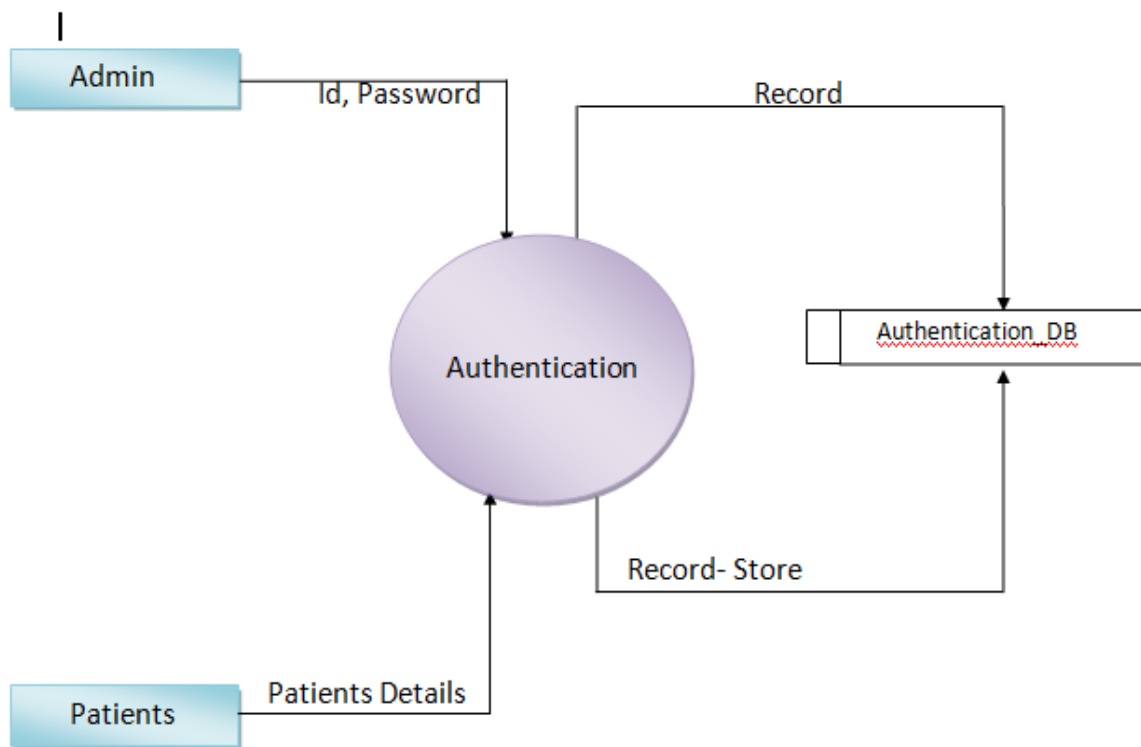 Admin
Id, Password
Record
Authentication_DB
Authentication
Record- Store
Patients Details
Patients